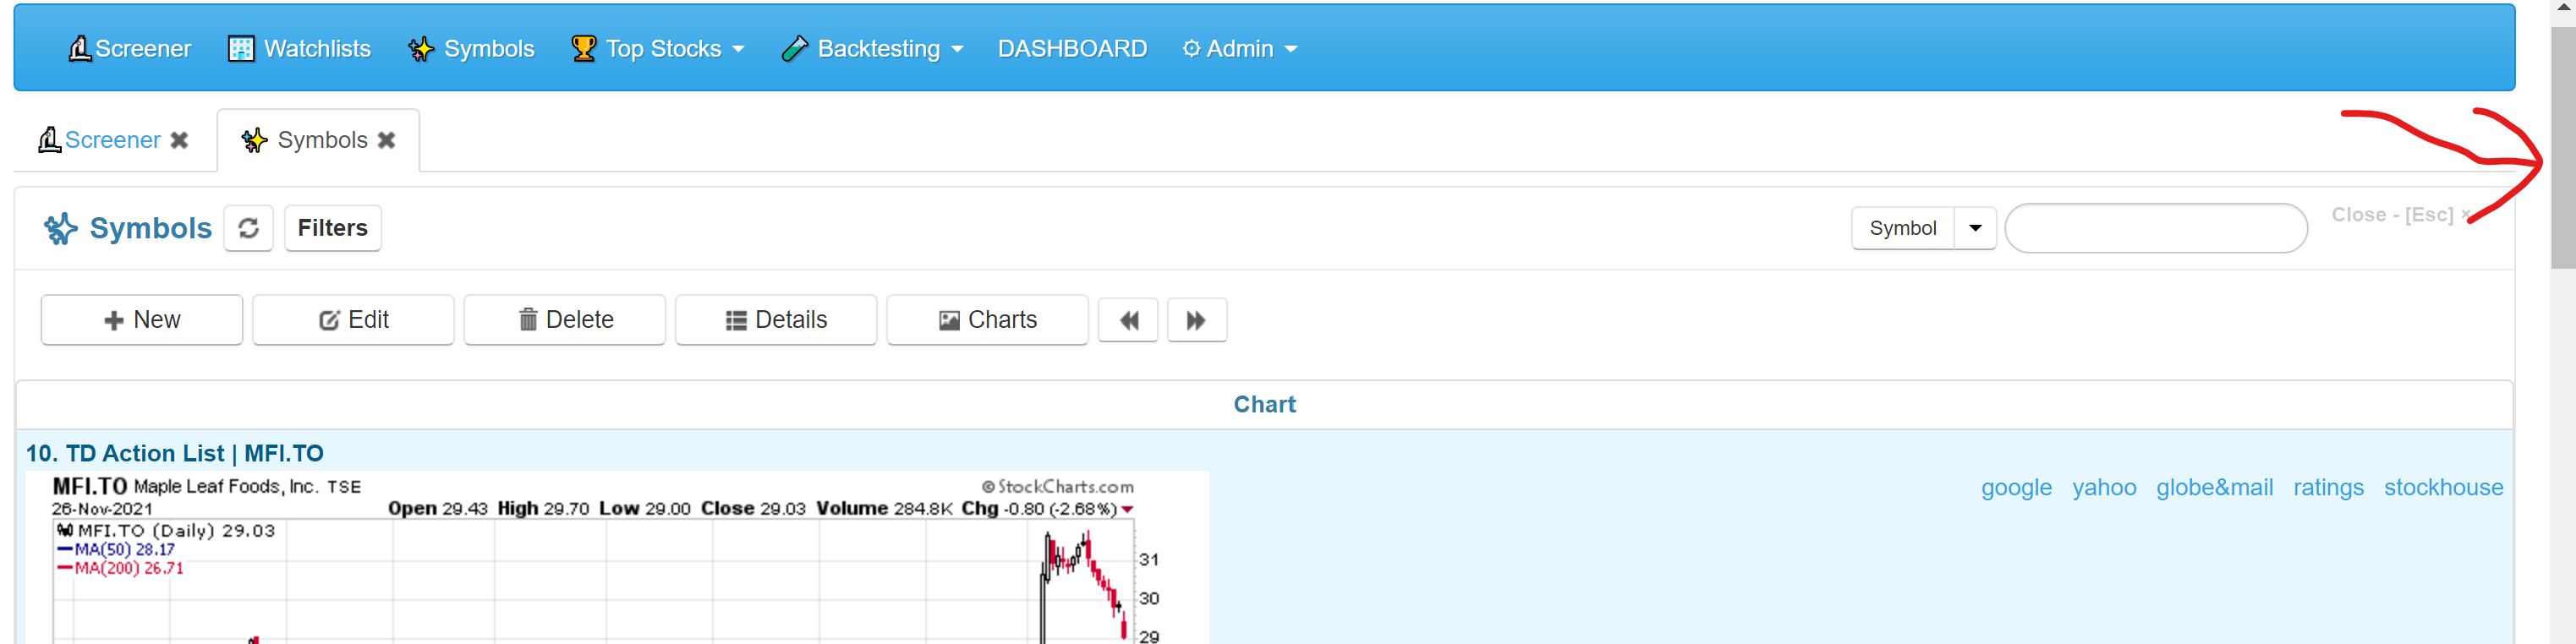 Screener Watchlists Symbols Top Stocks Backtesting DASHBOARD Admin
Screener Symbols
Symbols Filters Symbol Close - [Esc] ×
New Edit Delete Details Charts
Chart
10. TD Action List | MFI.TO
google yahoo globe&mail ratings stockhouse
MFI.TO Maple Leaf Foods, Inc. TSE © StockCharts.com
26-Nov-2021 Open 29.43 High 29.70 Low 29.00 Close 29.03 Volume 284.8K Chg -0.80 (-2.68%)
MFI.TO (Daily) 29.03
MA(50) 28.17
MA(200) 26.71
31
30
29